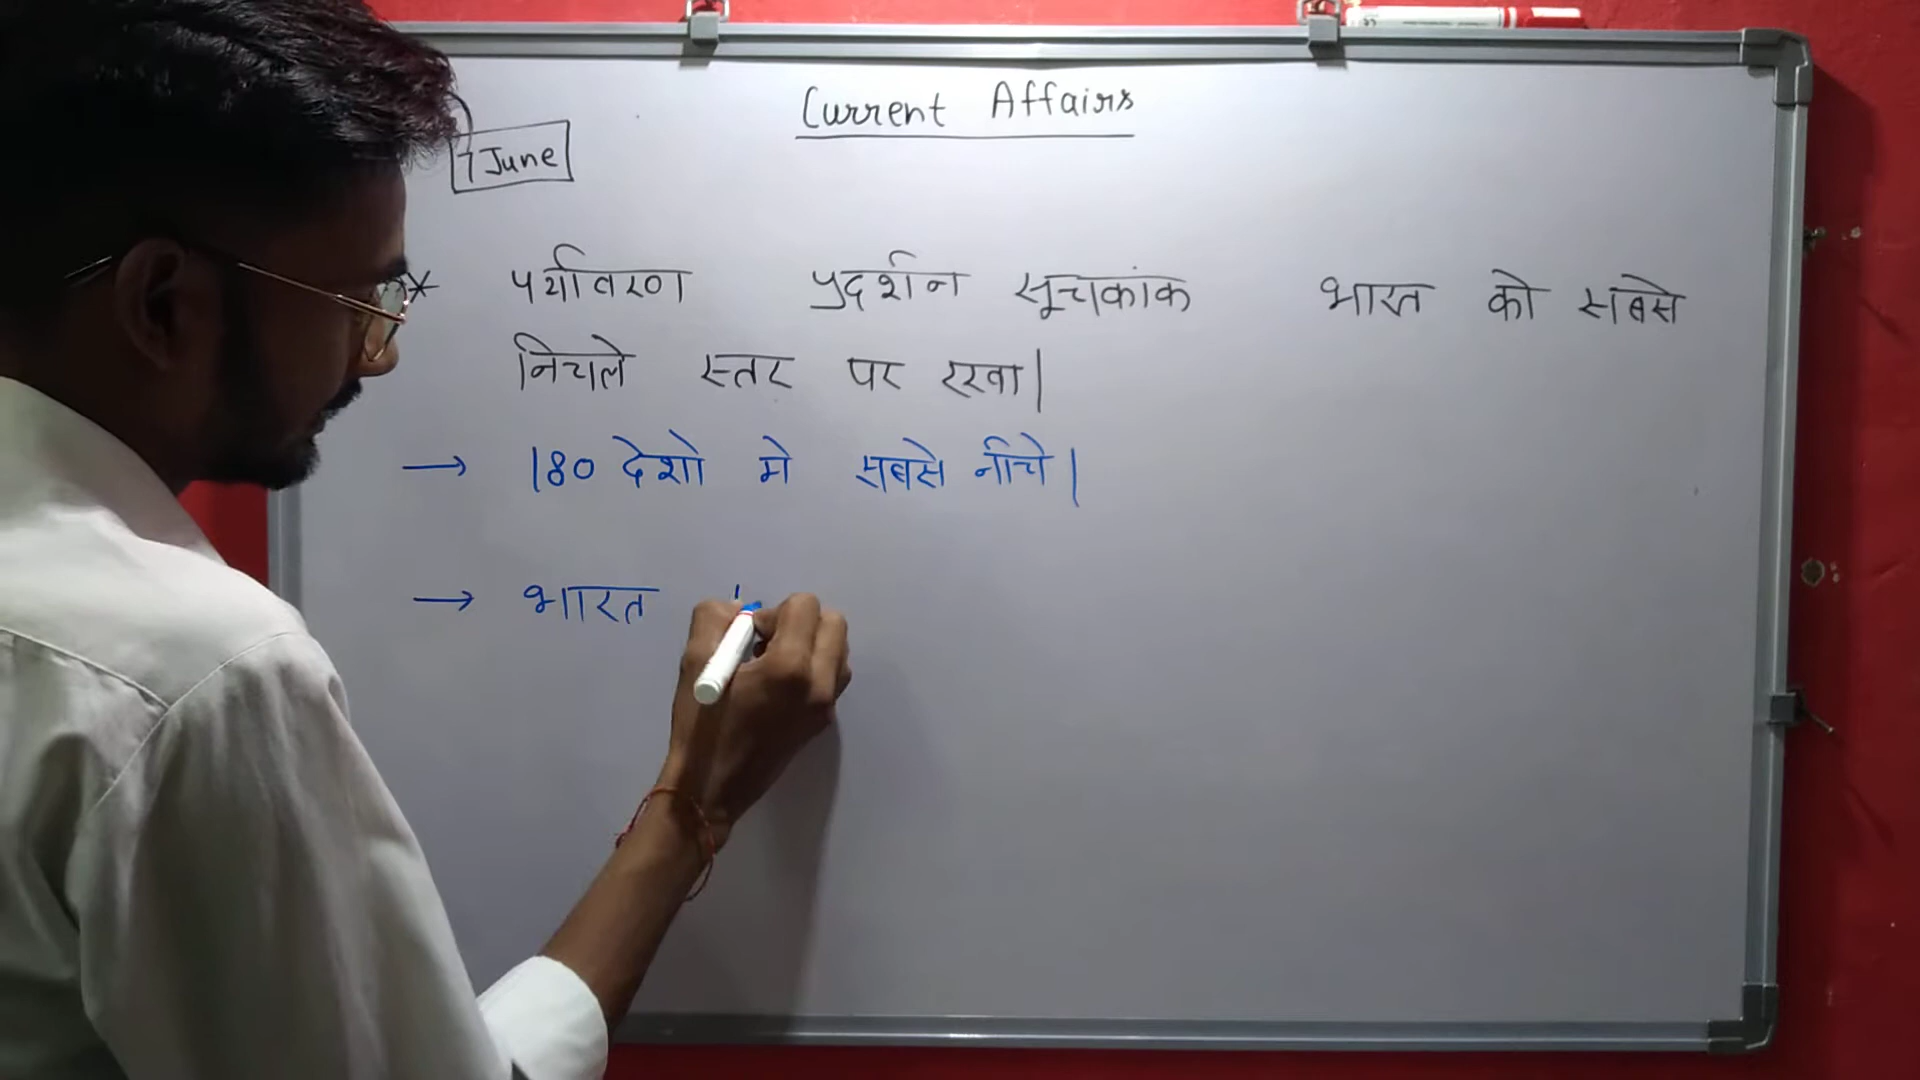 Current Affairs
7 June
* पर्यावरण प्रदर्शन सूचकांक भारत को सबसे
निचले स्तर पर रखा|
→ 180 देशो मे सबसे नीचे|
→ भारत